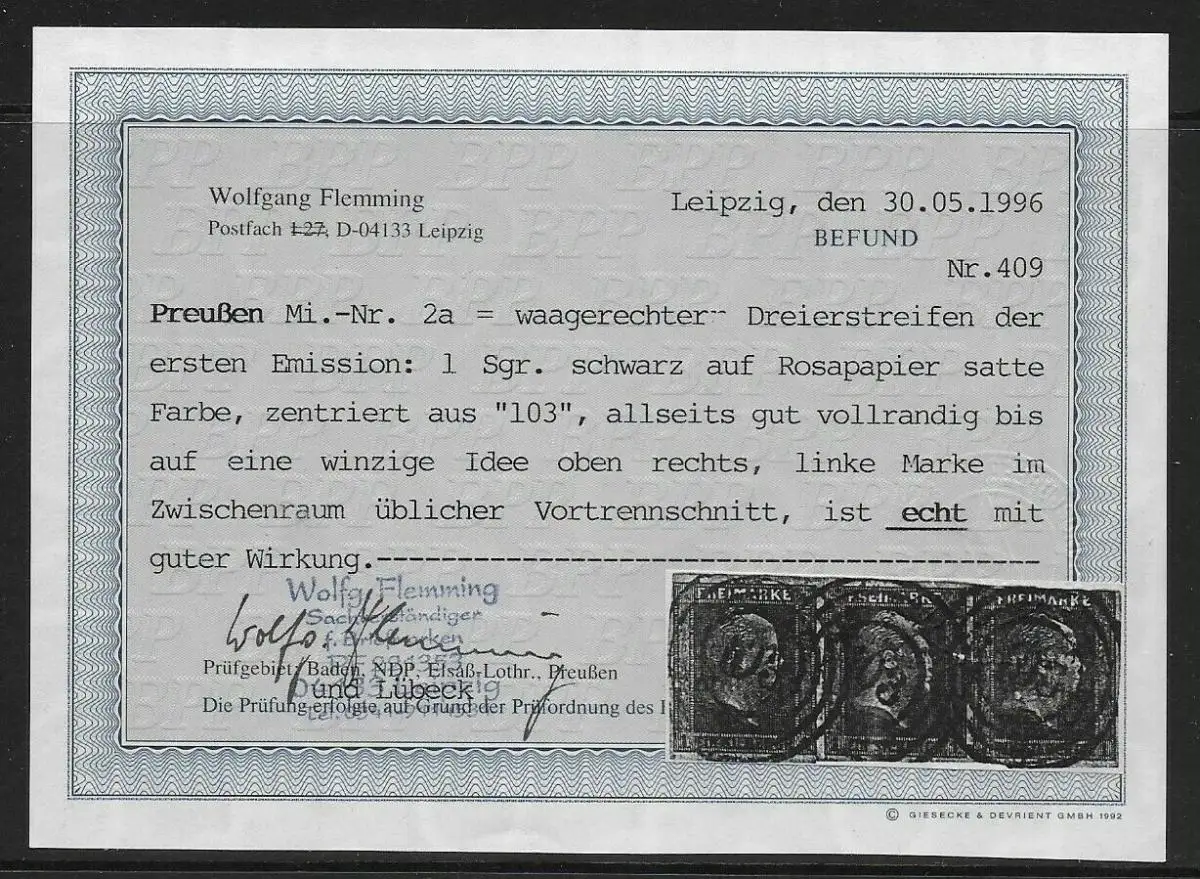 Wolfgang Flemming
Postfach 127, D-04133 Leipzig
Leipzig, den 30.05.1996
BEFUND
Nr.409
Preußen Mi.-Nr. 2a = waagerechter Dreierstreifen der
ersten Emission: 1 Sgr. schwarz auf Rosapapier satte
Farbe, zentriert aus "103", allseits gut vollrandig bis
auf eine winzige Idee oben rechts, linke Marke im
Zwischenraum üblicher Vortrennschnitt, ist echt mit
guter Wirkung.
Wolfg. Flemming
Wolfg Flemming
Prüfgebiet: Baden, NDP, Elsaß-Lothr., Preußen
und Lübeck
Die Prüfung erfolgte auf Grund der Prüfordnung des
FREIMARKE FREIMARKE FREIMARKE
© GIESECKE & DEVRIENT GMBH 1992